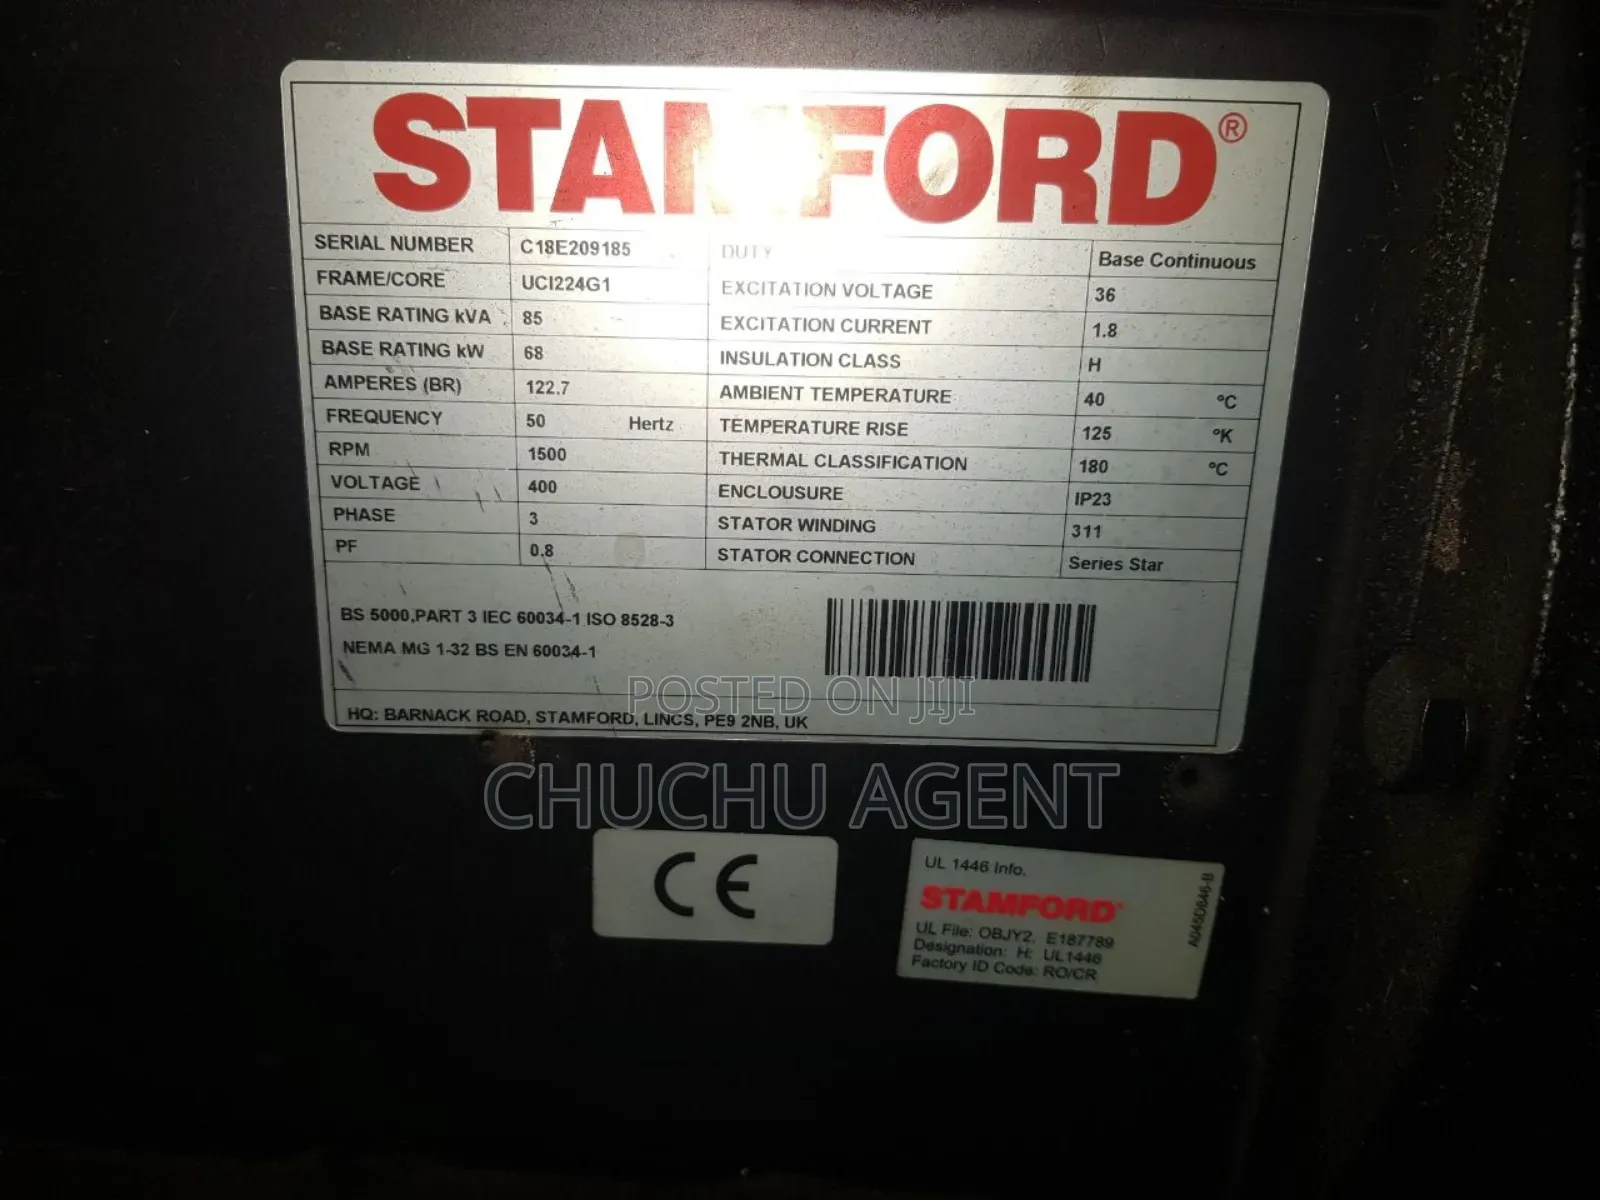 STAMFORD®
SERIAL NUMBER C18E209185 DUTY Base Continuous
FRAME/CORE UCI224G1 EXCITATION VOLTAGE 36
BASE RATING kVA 85 EXCITATION CURRENT 1.8
BASE RATING kW 68 INSULATION CLASS H
AMPERES (BR) 122.7 AMBIENT TEMPERATURE 40 ºC
FREQUENCY 50 Hertz TEMPERATURE RISE 125 ºK
RPM 1500 THERMAL CLASSIFICATION 180 ºC
VOLTAGE 400 ENCLOUSURE IP23
PHASE 3 STATOR WINDING 311
PF 0.8 STATOR CONNECTION Series Star
BS 5000,PART 3 IEC 60034-1 ISO 8528-3
NEMA MG 1-32 BS EN 60034-1
POSTED ON JIJI
HQ: BARNACK ROAD, STAMFORD, LINCS, PE9 2NB, UK
CHUCHU AGENT
CE
UL 1446 Info.
STAMFORD
UL File: OBJY2, E187789
Designation: H: UL1446
Factory ID Code: RO/CR
A045D846-B